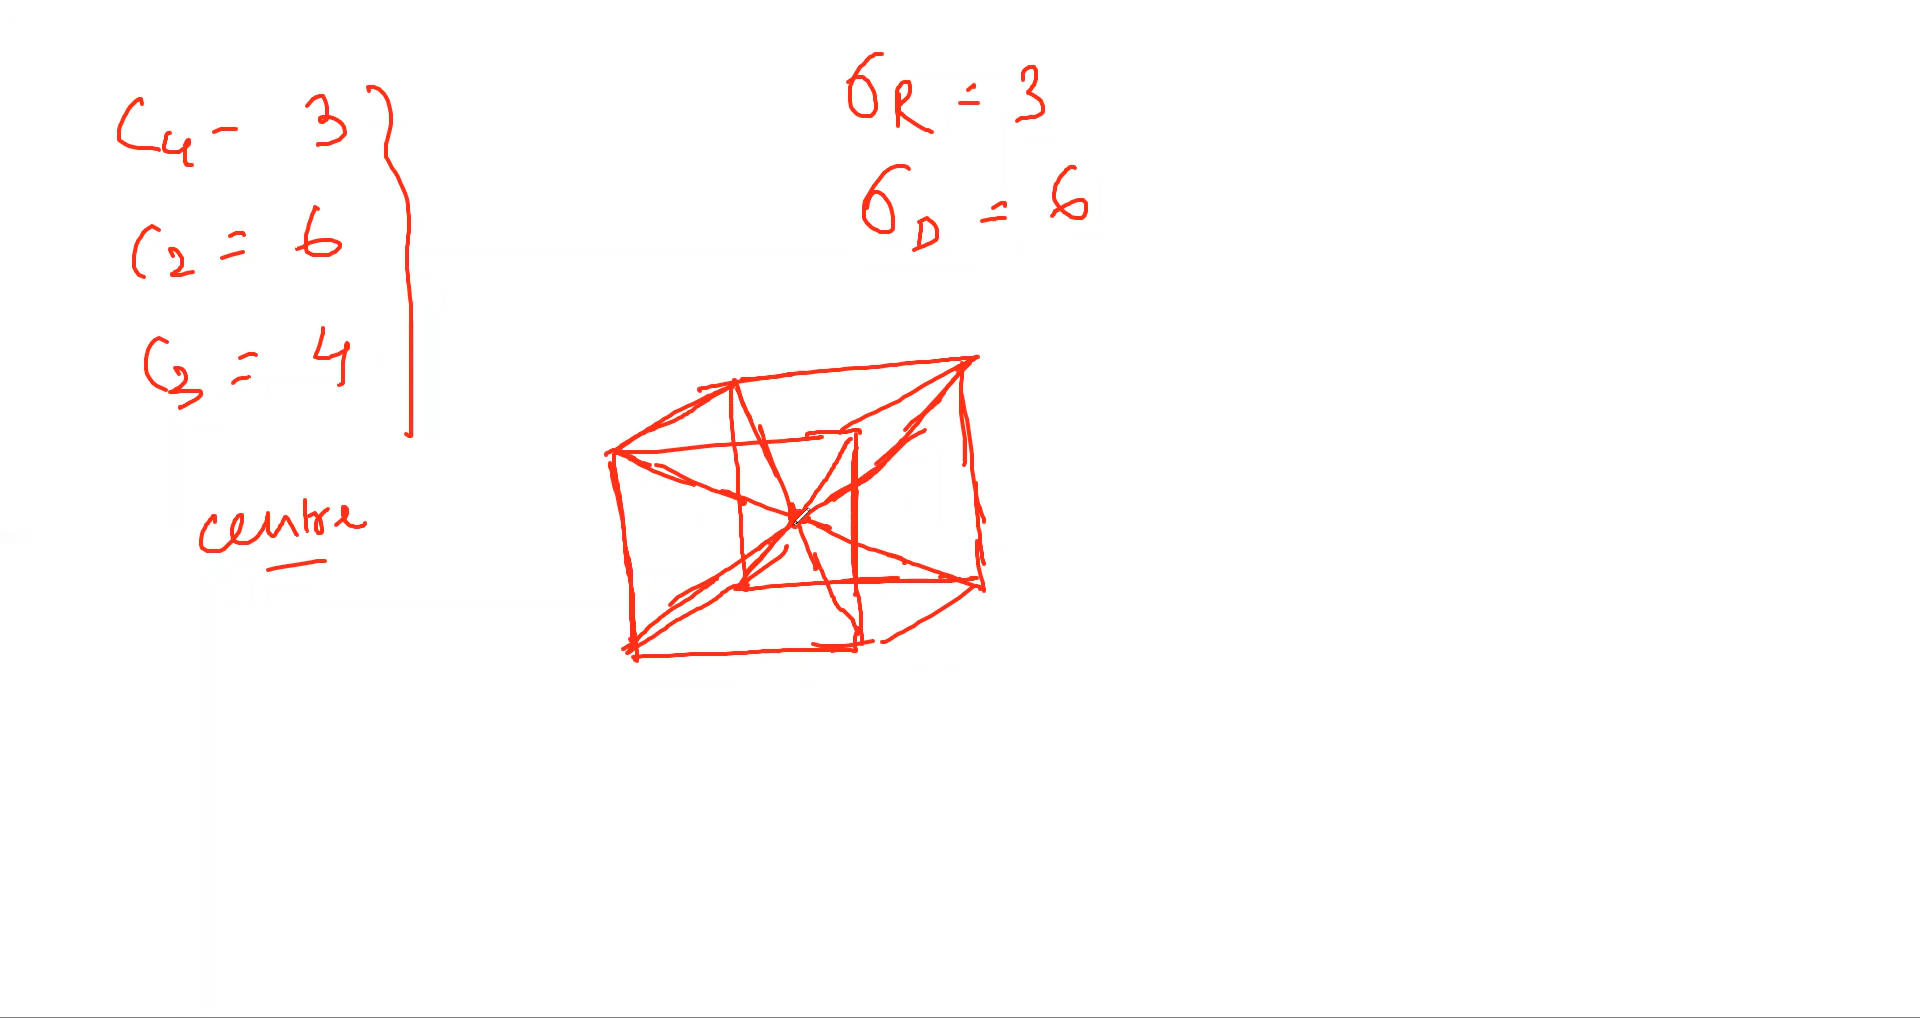 C4 - 3
C2 = 6
C3 = 4
centre
σR = 3
σD = 6